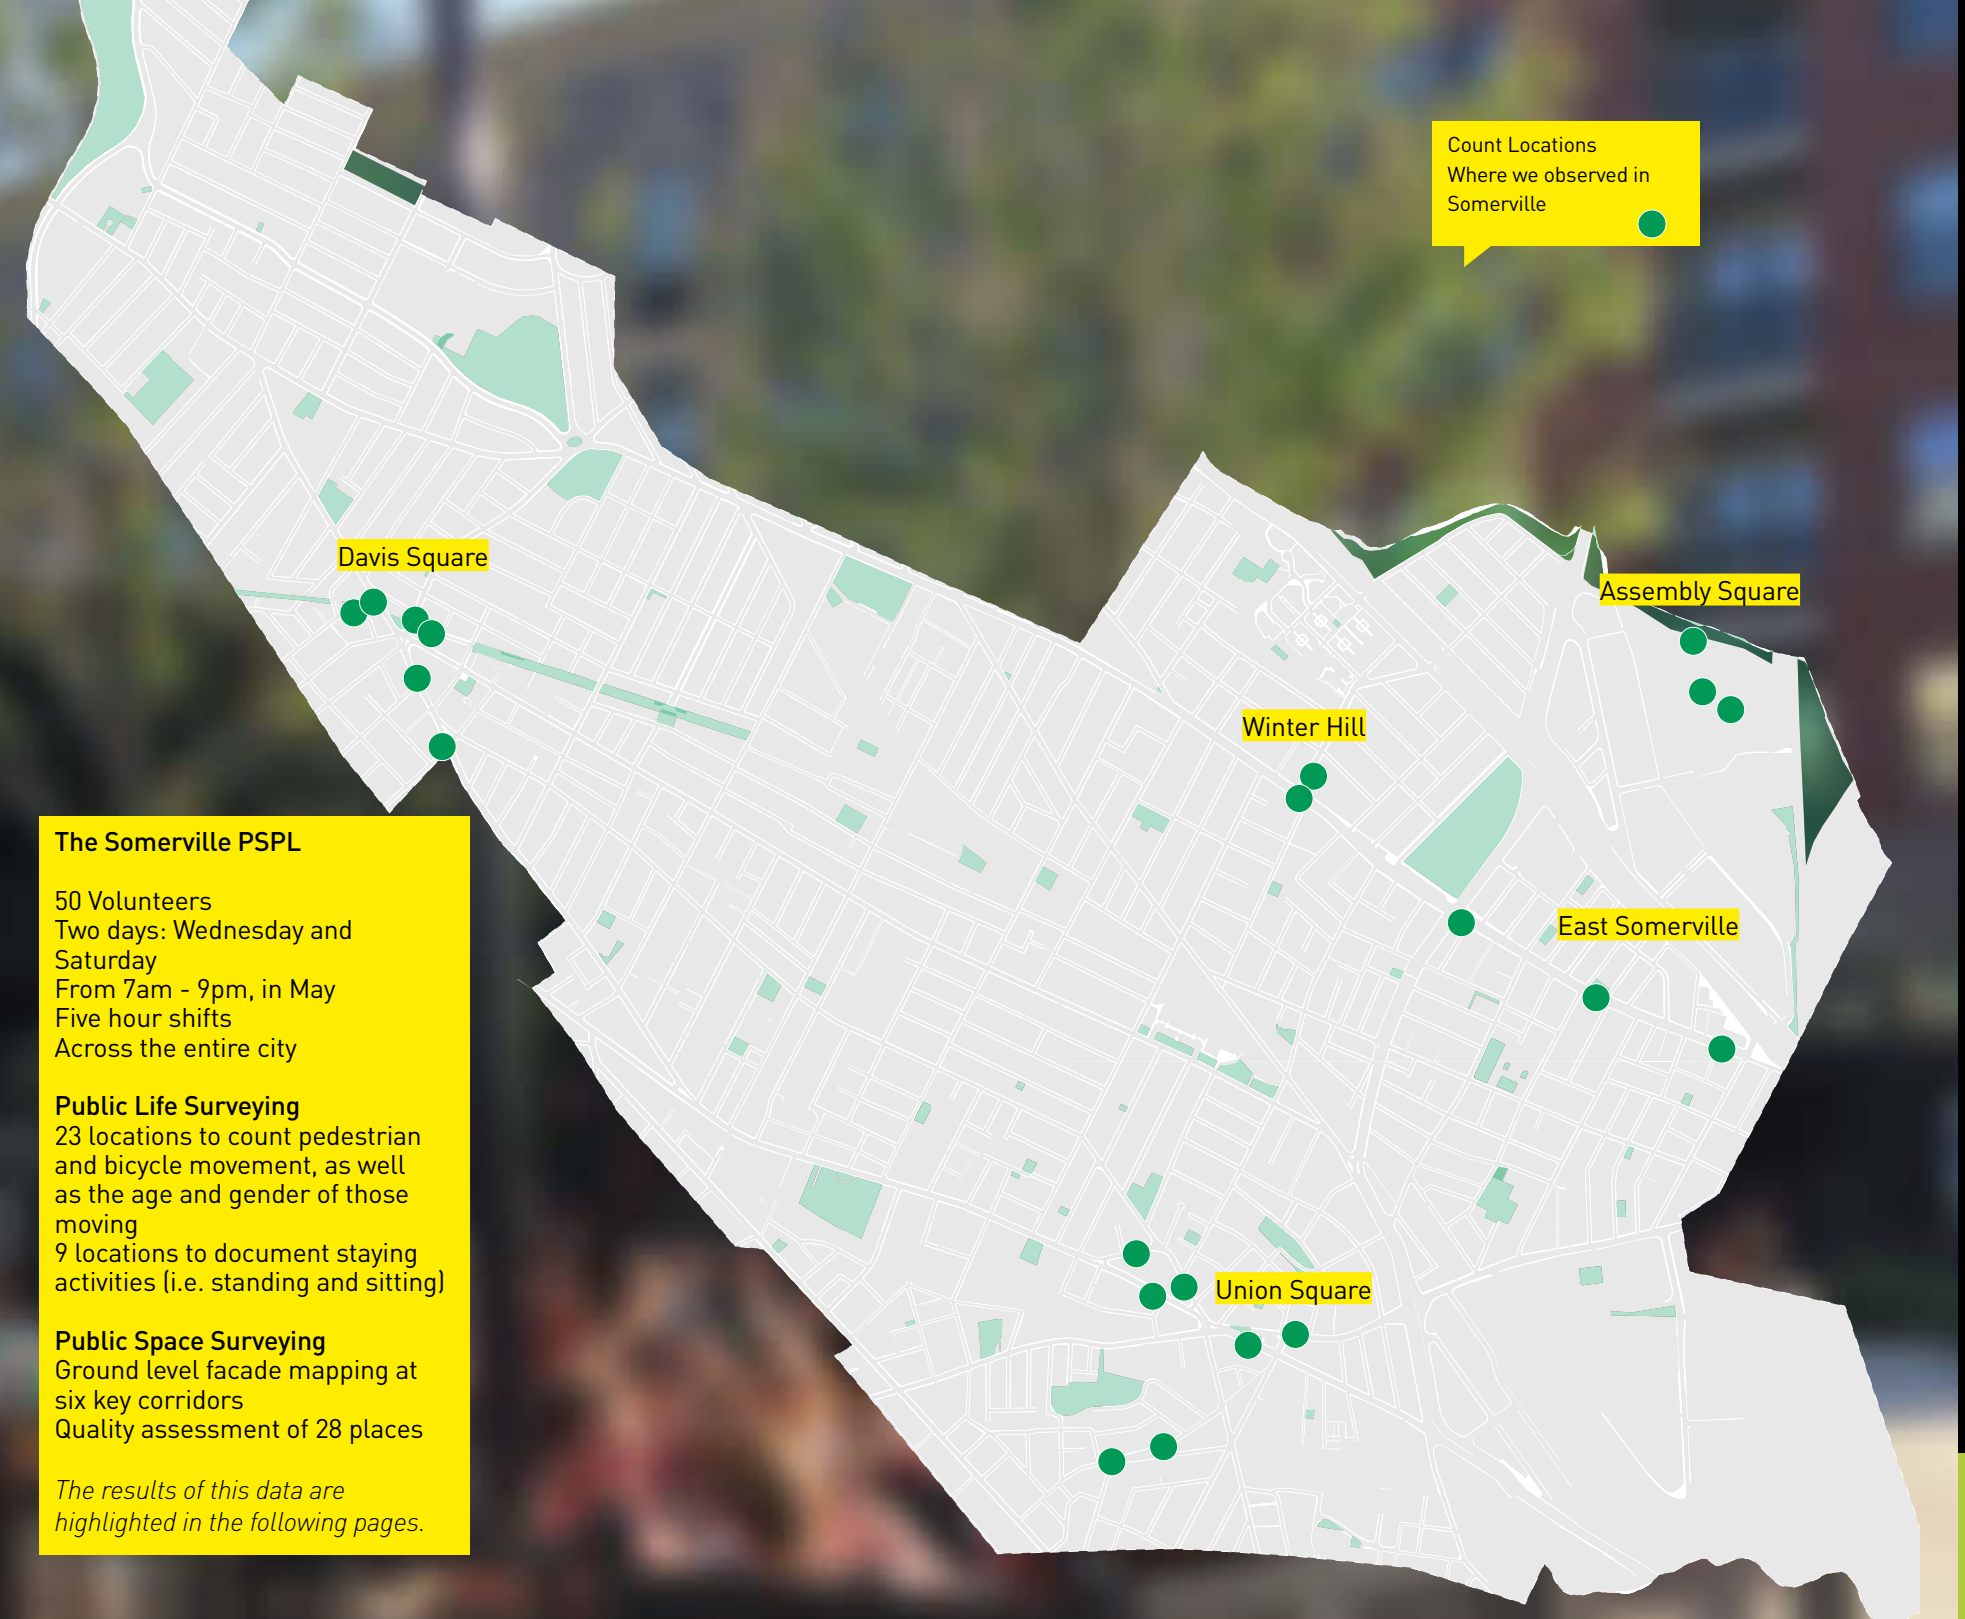 Count Locations
Where we observed in
Somerville
Davis Square
Assembly Square
Winter Hill
East Somerville
Union Square
The Somerville PSPL
50 Volunteers
Two days: Wednesday and
Saturday
From 7am - 9pm, in May
Five hour shifts
Across the entire city
Public Life Surveying
23 locations to count pedestrian
and bicycle movement, as well
as the age and gender of those
moving
9 locations to document staying
activities (i.e. standing and sitting)
Public Space Surveying
Ground level facade mapping at
six key corridors
Quality assessment of 28 places
The results of this data are
highlighted in the following pages.